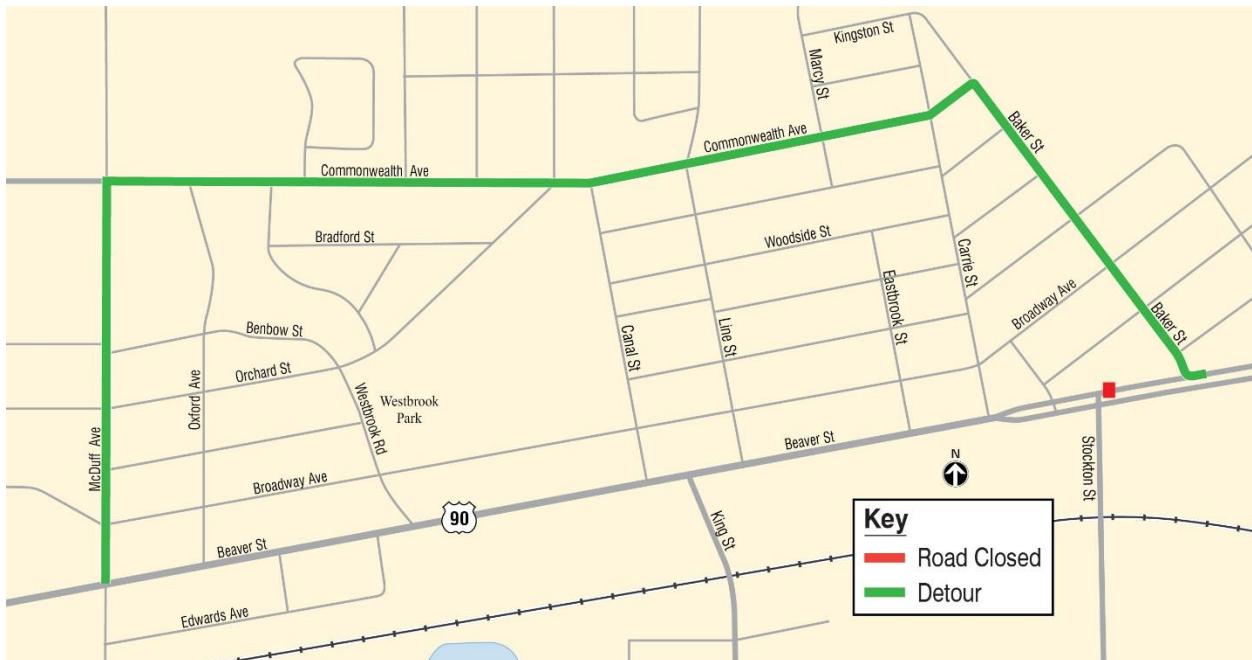 Kingston St
Marcy St
Commonwealth Ave
Baker St
Commonwealth Ave
Bradford St
Woodside St
Carrie St
Eastbrook St
Broadway Ave
Baker St
Benbow St
Line St
Canal St
Orchard St
Oxford Ave
Westbrook Rd
Westbrook
Park
McDuff Ave
Beaver St
Stockton St
Broadway Ave
N
90
King St
Beaver St
Edwards Ave
Key
Road Closed
Detour